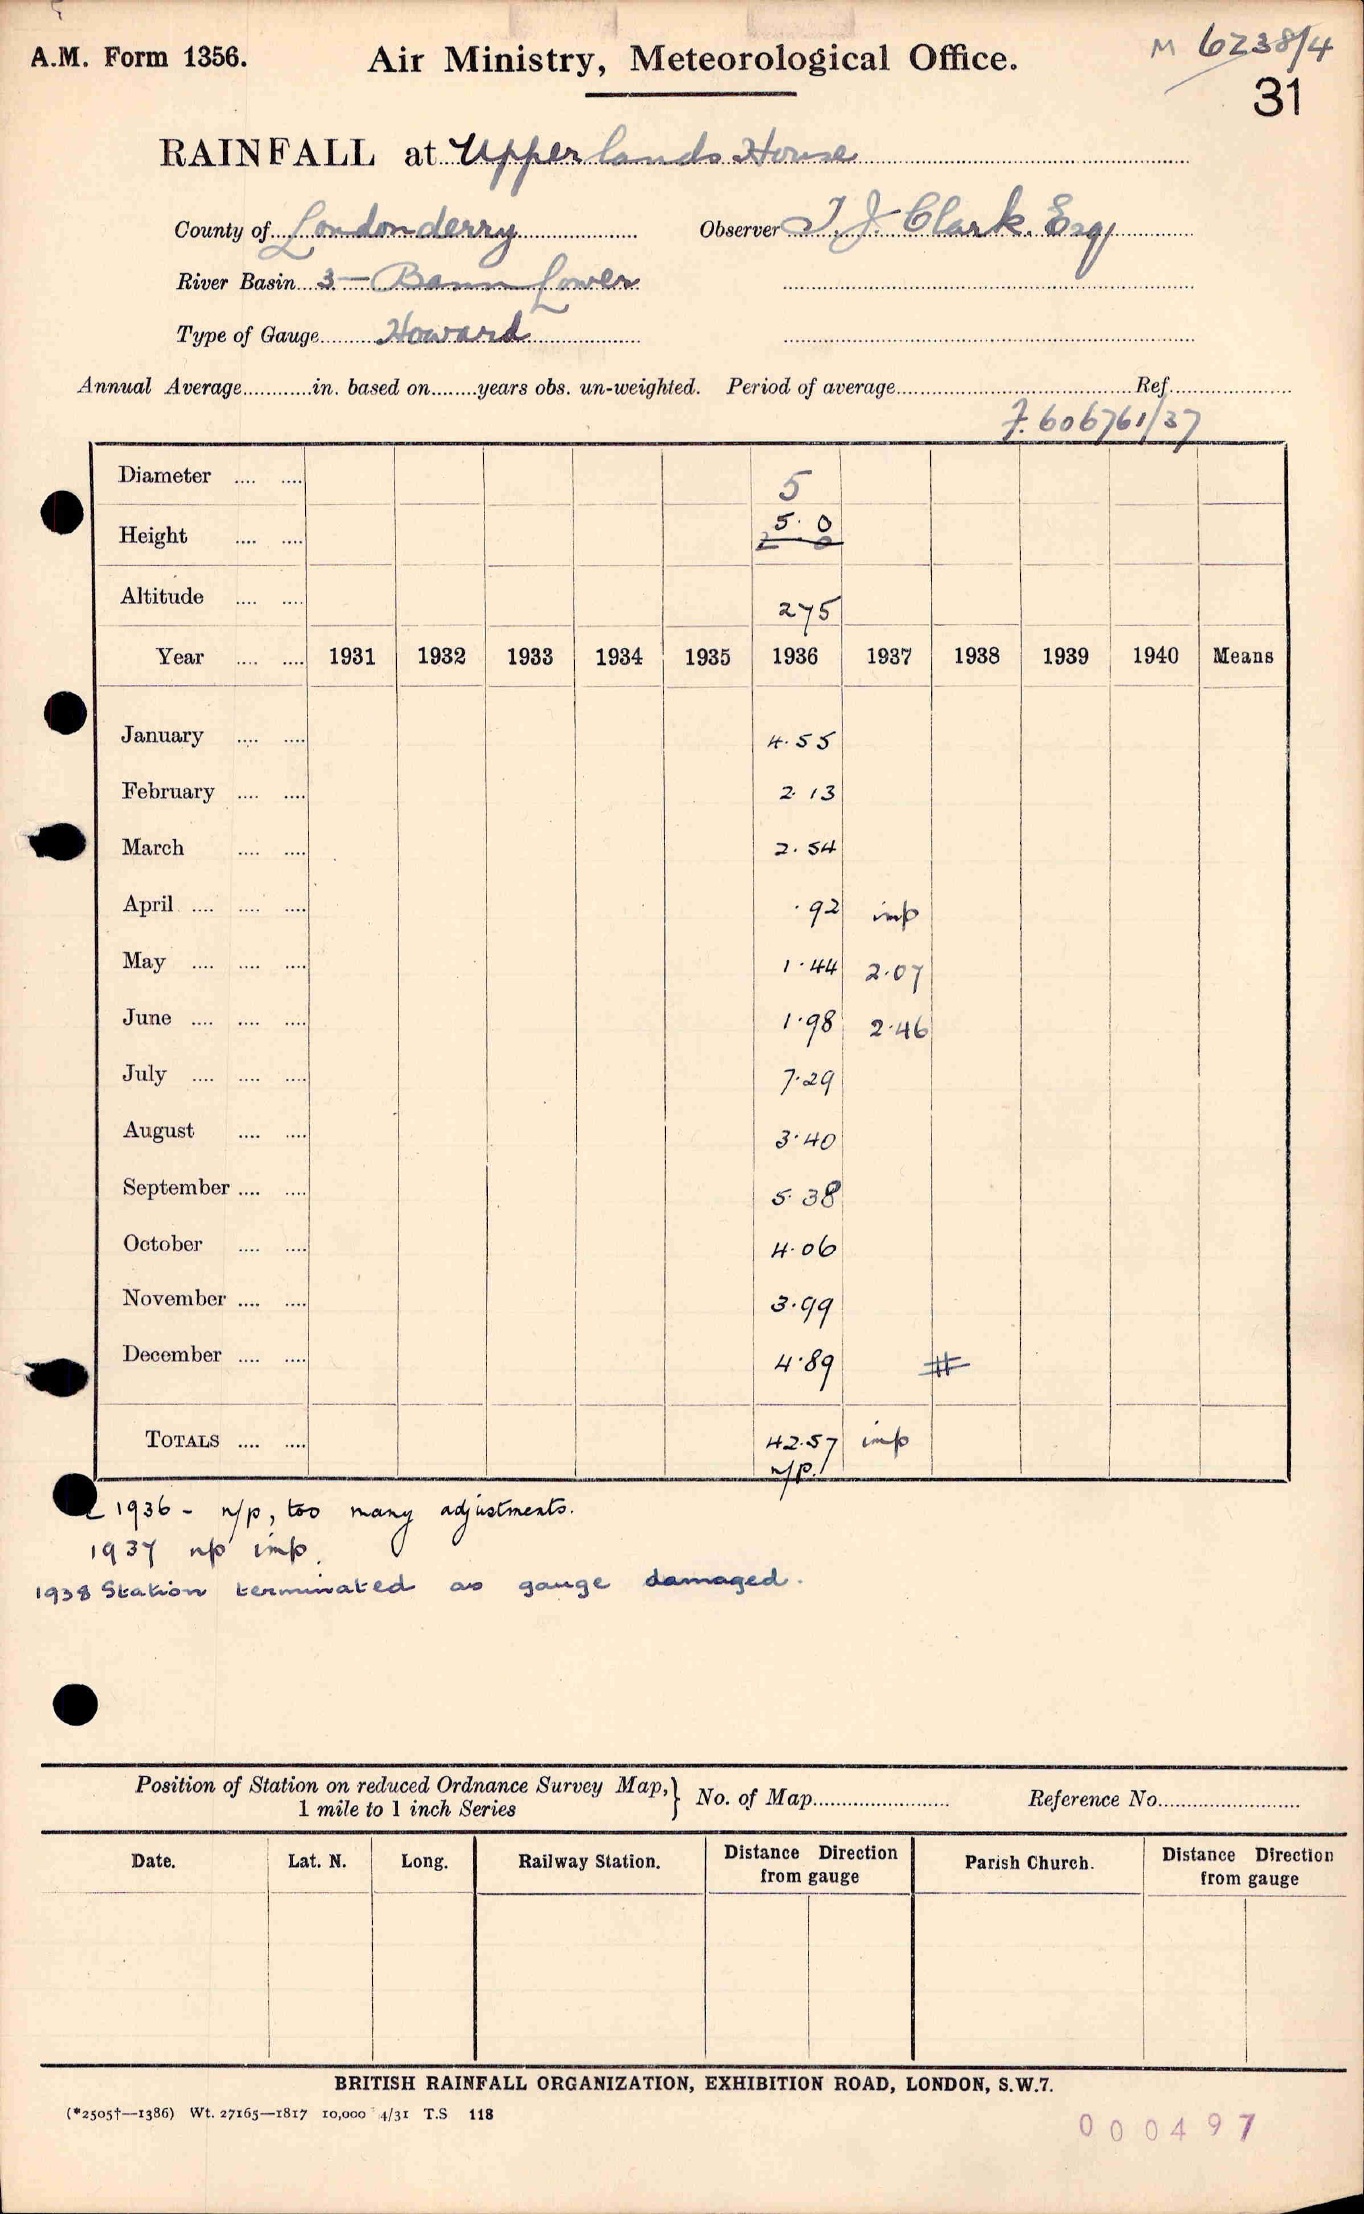 M 6238/4
A.M. Form 1356. Air Ministry, Meteorological Office.
31
RAINFALL at Upperlands House
County of Londonderry Observer T. J. Clark. Esq
River Basin 3 — Bann Lower
Type of Gauge Howard
Annual Average............in. based on........years obs. un-weighted. Period of average........................................Ref....................
F. 606761/37
Diameter .... .... 5
Height .... .... 5. 0
Altitude .... .... 275
Year .... .... 1931 1932 1933 1934 1935 1936 1937 1938 1939 1940 Means
January .... .... 4.55
February .... .... 2.13
March .... .... 2.54
April .... .... .... .92 imp
May .... .... .... 1.44 2.07
June .... .... .... 1.98 2.46
July .... .... .... 7.29
August .... .... 3.40
September .... .... 5.38
October .... .... 4.06
November .... .... 3.99
December .... .... 4.89 #
TOTALS .... .... 42.57 imp
n/p.
1936 - n/p, too many adjustments.
1937 np imp.
1938 Station terminated as gauge damaged.
Position of Station on reduced Ordnance Survey Map, } No. of Map........................ Reference No.........................
1 mile to 1 inch Series
Date. Lat. N. Long. Railway Station. Distance Direction from gauge Parish Church. Distance Direction from gauge
BRITISH RAINFALL ORGANIZATION, EXHIBITION ROAD, LONDON, S.W.7.
(*2505†—1386) Wt. 27165—1817 10,000 4/31 T.S 118
000497